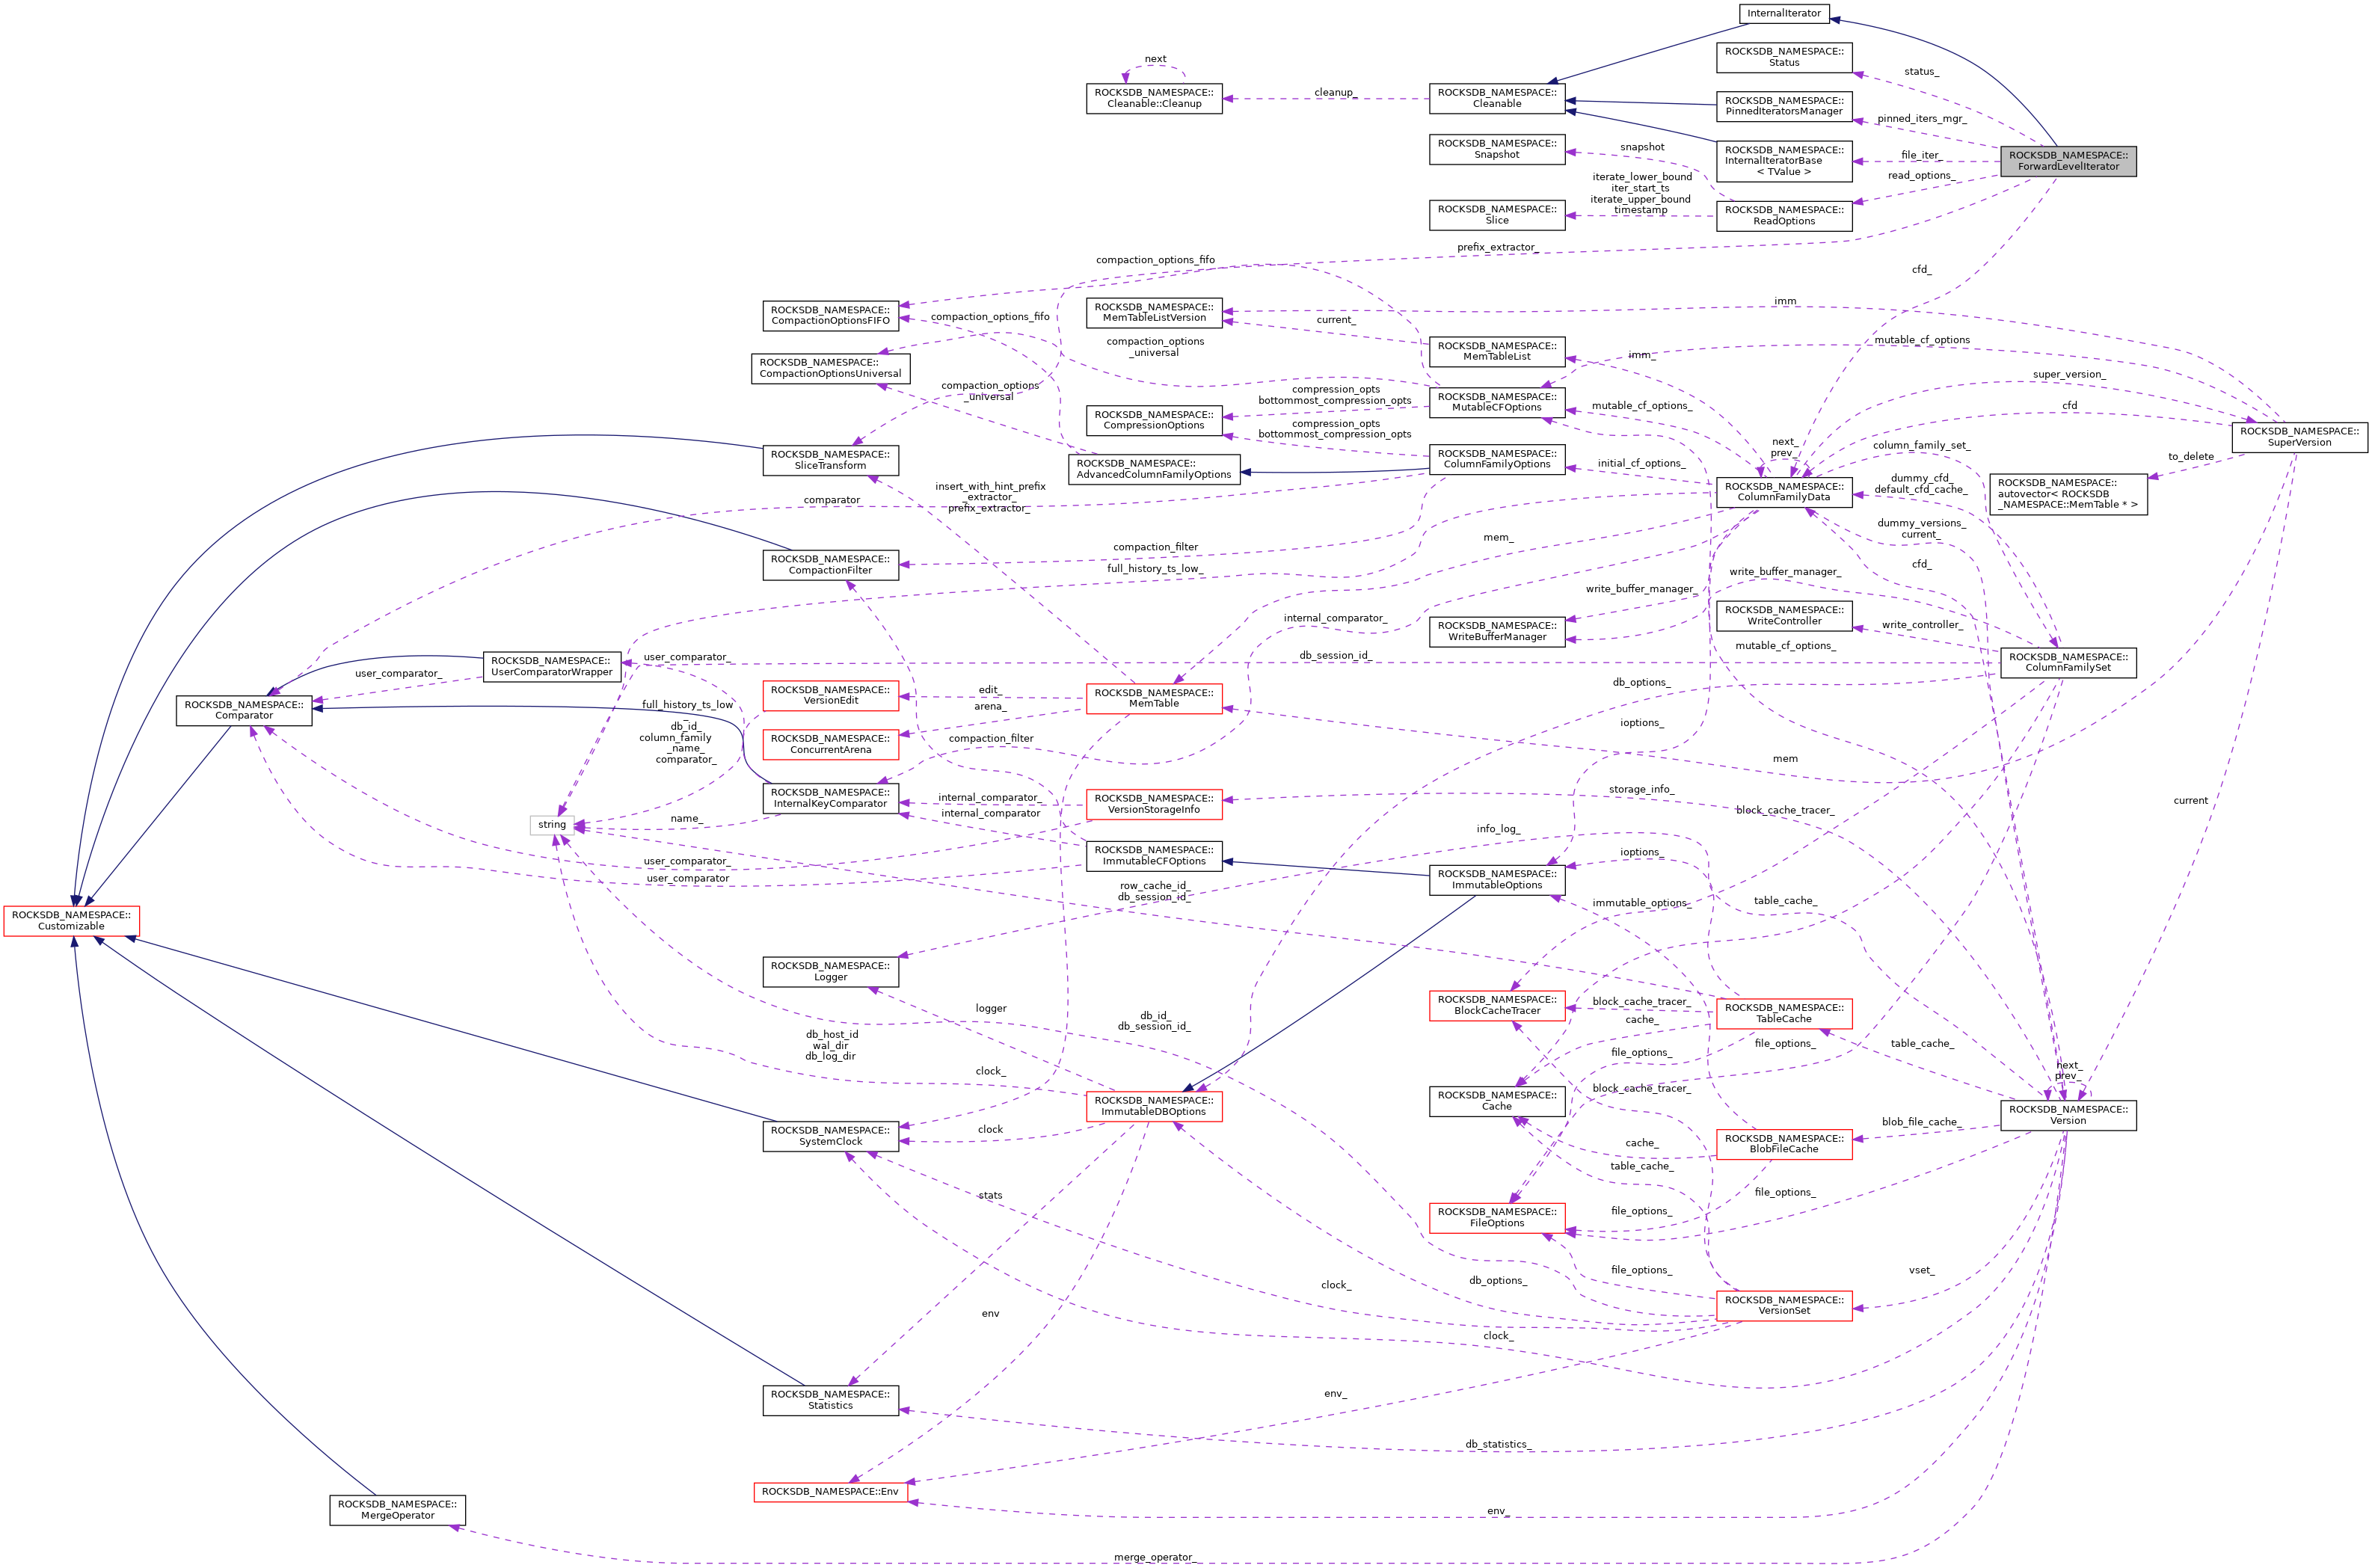 InternalIterator
ROCKSDB_NAMESPACE::
Status
next
status_
ROCKSDB_NAMESPACE::
Cleanable::Cleanup
cleanup_
ROCKSDB_NAMESPACE::
Cleanable
ROCKSDB_NAMESPACE::
PinnedIteratorsManager
pinned_iters_mgr_
ROCKSDB_NAMESPACE::
Snapshot
snapshot
ROCKSDB_NAMESPACE::
InternalIteratorBase
< TValue >
file_iter_
ROCKSDB_NAMESPACE::
ForwardLevelIterator
read_options_
iterate_lower_bound
iter_start_ts
iterate_upper_bound
timestamp
ROCKSDB_NAMESPACE::
Slice
ROCKSDB_NAMESPACE::
ReadOptions
prefix_extractor_
compaction_options_fifo
cfd_
ROCKSDB_NAMESPACE::
CompactionOptionsFIFO
compaction_options_fifo
ROCKSDB_NAMESPACE::
MemTableListVersion
current_
imm
ROCKSDB_NAMESPACE::
MemTableList
imm_
mutable_cf_options
ROCKSDB_NAMESPACE::
CompactionOptionsUniversal
compaction_options
_universal
compaction_options
_universal
compression_opts
bottommost_compression_opts
ROCKSDB_NAMESPACE::
MutableCFOptions
mutable_cf_options_
super_version_
cfd
ROCKSDB_NAMESPACE::
CompressionOptions
compression_opts
bottommost_compression_opts
column_family_set_
ROCKSDB_NAMESPACE::
SuperVersion
ROCKSDB_NAMESPACE::
SliceTransform
ROCKSDB_NAMESPACE::
AdvancedColumnFamilyOptions
ROCKSDB_NAMESPACE::
ColumnFamilyOptions
initial_cf_options_
next_
prev_
to_delete
ROCKSDB_NAMESPACE::
ColumnFamilyData
dummy_cfd_
default_cfd_cache_
ROCKSDB_NAMESPACE::
autovector< ROCKSDB
_NAMESPACE::MemTable * >
comparator
insert_with_hint_prefix
_extractor_
prefix_extractor_
dummy_versions_
current_
mem_
ROCKSDB_NAMESPACE::
CompactionFilter
compaction_filter
full_history_ts_low_
cfd_
write_buffer_manager_
write_buffer_manager_
internal_comparator_
ROCKSDB_NAMESPACE::
WriteBufferManager
ROCKSDB_NAMESPACE::
WriteController
write_controller_
mutable_cf_options_
ROCKSDB_NAMESPACE::
UserComparatorWrapper
user_comparator_
user_comparator_
db_session_id_
ROCKSDB_NAMESPACE::
ColumnFamilySet
ROCKSDB_NAMESPACE::
Comparator
full_history_ts_low
_
db_id_
column_family
_name_
comparator_
ROCKSDB_NAMESPACE::
VersionEdit
edit_
arena_
ROCKSDB_NAMESPACE::
MemTable
db_options_
ioptions_
ROCKSDB_NAMESPACE::
ConcurrentArena
compaction_filter
mem
ROCKSDB_NAMESPACE::
InternalKeyComparator
internal_comparator_
internal_comparator
ROCKSDB_NAMESPACE::
VersionStorageInfo
storage_info_
block_cache_tracer_
current
string
name_
info_log_
user_comparator_
user_comparator
ROCKSDB_NAMESPACE::
ImmutableCFOptions
ioptions_
ROCKSDB_NAMESPACE::
ImmutableOptions
row_cache_id_
db_session_id_
immutable_options_
table_cache_
ROCKSDB_NAMESPACE::
Customizable
ROCKSDB_NAMESPACE::
Logger
logger
db_id_
db_session_id_
ROCKSDB_NAMESPACE::
BlockCacheTracer
block_cache_tracer_
cache_
ROCKSDB_NAMESPACE::
TableCache
db_host_id
wal_dir
db_log_dir
file_options_
file_options_
table_cache_
clock_
block_cache_tracer_
next_
prev_
ROCKSDB_NAMESPACE::
ImmutableDBOptions
ROCKSDB_NAMESPACE::
Cache
ROCKSDB_NAMESPACE::
Version
ROCKSDB_NAMESPACE::
SystemClock
clock
cache_
table_cache_
ROCKSDB_NAMESPACE::
BlobFileCache
blob_file_cache_
stats
ROCKSDB_NAMESPACE::
FileOptions
file_options_
file_options_
clock_
db_options_
file_options_
vset_
env
ROCKSDB_NAMESPACE::
VersionSet
clock_
ROCKSDB_NAMESPACE::
Statistics
env_
db_statistics_
ROCKSDB_NAMESPACE::Env
ROCKSDB_NAMESPACE::
MergeOperator
env_
merge_operator_